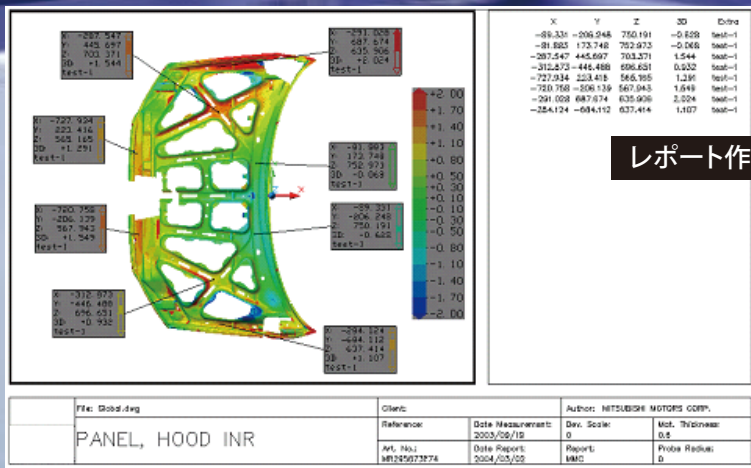 X: -287.547
Y: 445.697
Z: 703.371
3D: +1.544
test-1
X: -291.028
Y: 687.674
Z: 635.906
3D: +2.024
test-1
X: -727.934
Y: 223.416
Z: 565.165
3D: +1.291
test-1
X: -81.883
Y: 173.748
Z: 752.973
3D: -0.068
test-1
X: -720.758
Y: -206.139
Z: 567.943
3D: +1.549
test-1
X: -89.331
Y: -206.248
Z: 750.191
3D: -0.628
test-1
X: -312.873
Y: -446.488
Z: 696.651
3D: +0.932
test-1
X: -284.124
Y: -684.112
Z: 637.414
3D: +1.107
test-1
X
Z
+2.00
+1.70
+1.40
+1.10
+0.80
+0.50
+0.30
+0.10
-0.10
-0.30
-0.50
-0.80
-1.10
-1.40
-1.70
-2.00
X Y Z 3D Extra
-89.331 -206.248 750.191 -0.628 test-1
-81.883 173.748 752.973 -0.068 test-1
-287.547 445.697 703.371 1.544 test-1
-312.873 -446.488 696.651 0.932 test-1
-727.934 223.416 565.165 1.291 test-1
-720.758 -206.139 567.943 1.549 test-1
-291.028 687.674 635.906 2.024 test-1
-284.124 -684.112 637.414 1.107 test-1
レポート作
File: Global.dwg
PANEL, HOOD INR
Client:
Author: MITSUBISHI MOTORS CORP.
Reference:
Date Measurement:
2003/09/19
Dev. Scale:
0
Mat. Thickness:
0.8
Art. No.:
Date Report:
2004/03/02
Report:
MMC
Probe Radius:
0